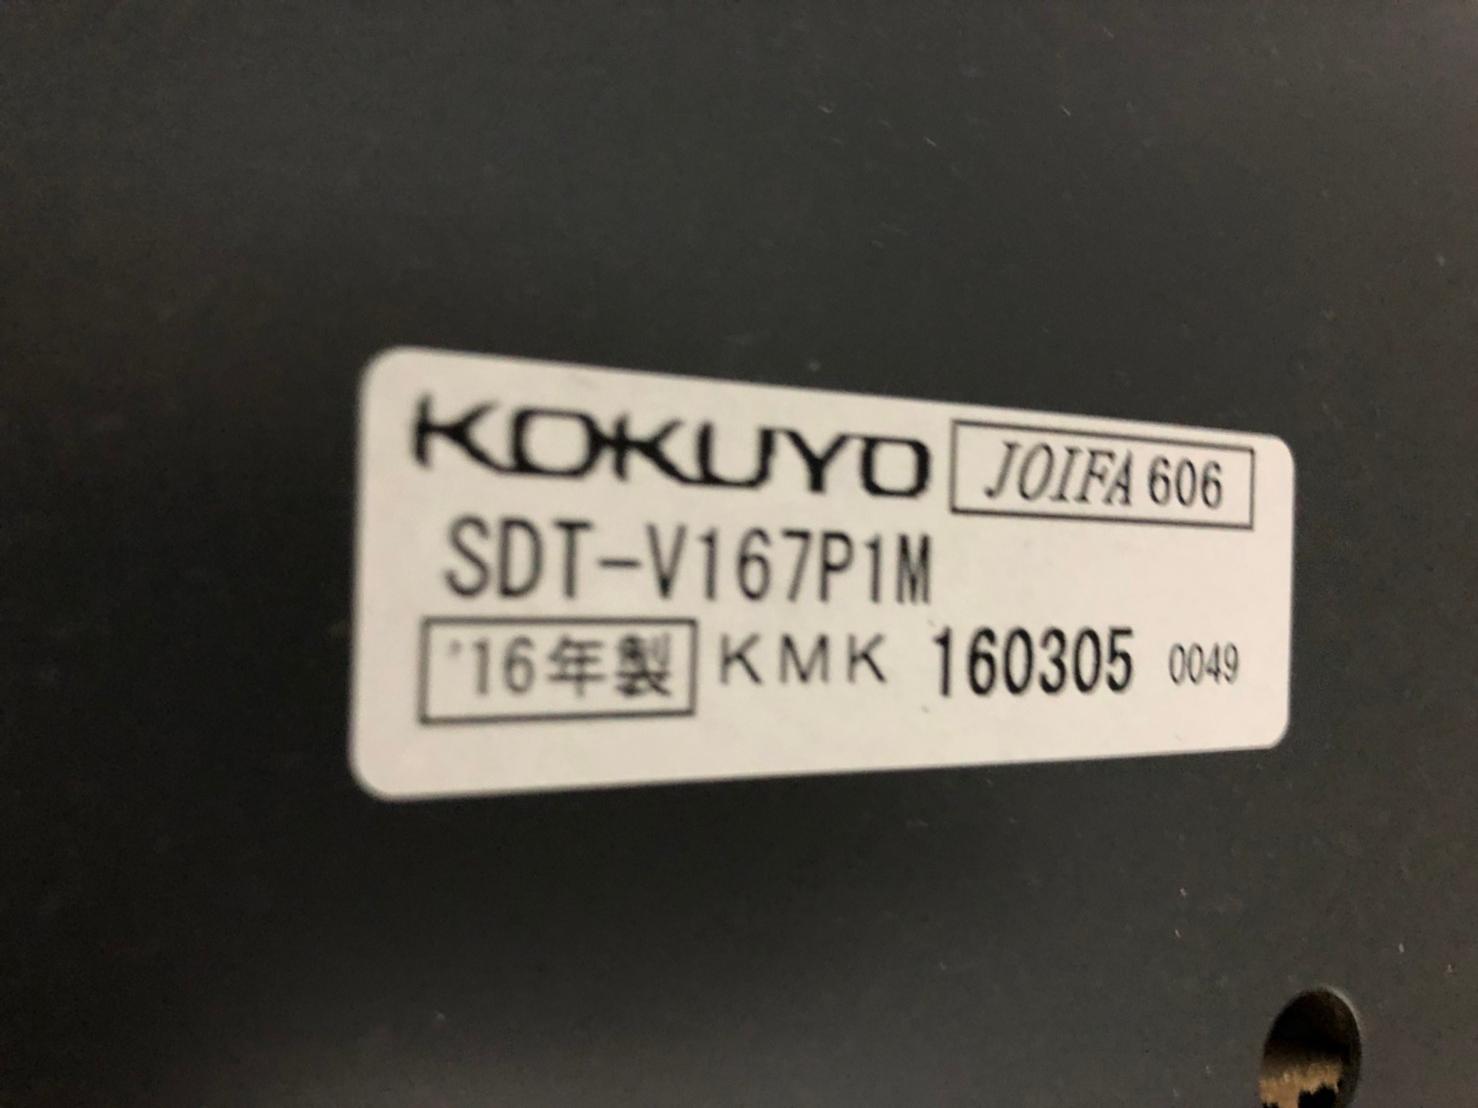 KOKUYO JOIFA 606
SDT-V167P1M
'16年製 KMK 160305 0049